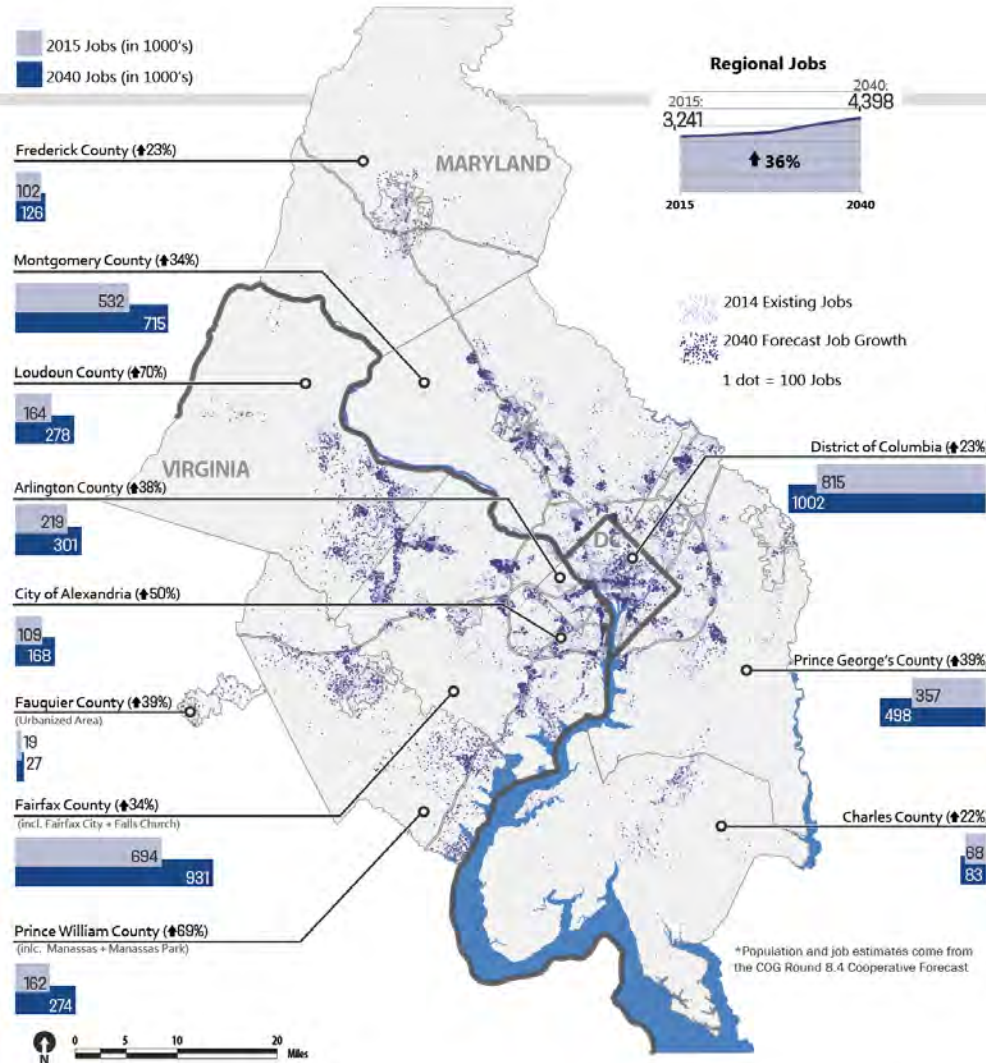 2015 Jobs (in 1000's)
2040 Jobs (in 1000's)
Regional Jobs
2015:
3,241
2040:
4,398
↑ 36%
2015
2040
Frederick County (↑23%)
102
126
MARYLAND
Montgomery County (↑34%)
532
715
2014 Existing Jobs
2040 Forecast Job Growth
1 dot = 100 Jobs
Loudoun County (↑70%)
164
278
VIRGINIA
District of Columbia (↑23%)
815
1002
Arlington County (↑38%)
219
301
DC
City of Alexandria (↑50%)
109
168
Prince George's County (↑39%)
357
498
Fauquier County (↑39%)
(Urbanized Area)
19
27
Fairfax County (↑34%)
(incl. Fairfax City + Falls Church)
694
931
Charles County (↑22%)
68
83
Prince William County (↑69%)
(inlc. Manassas + Manassas Park)
162
274
*Population and job estimates come from
the COG Round 8.4 Cooperative Forecast
N
0 5 10 20
Miles